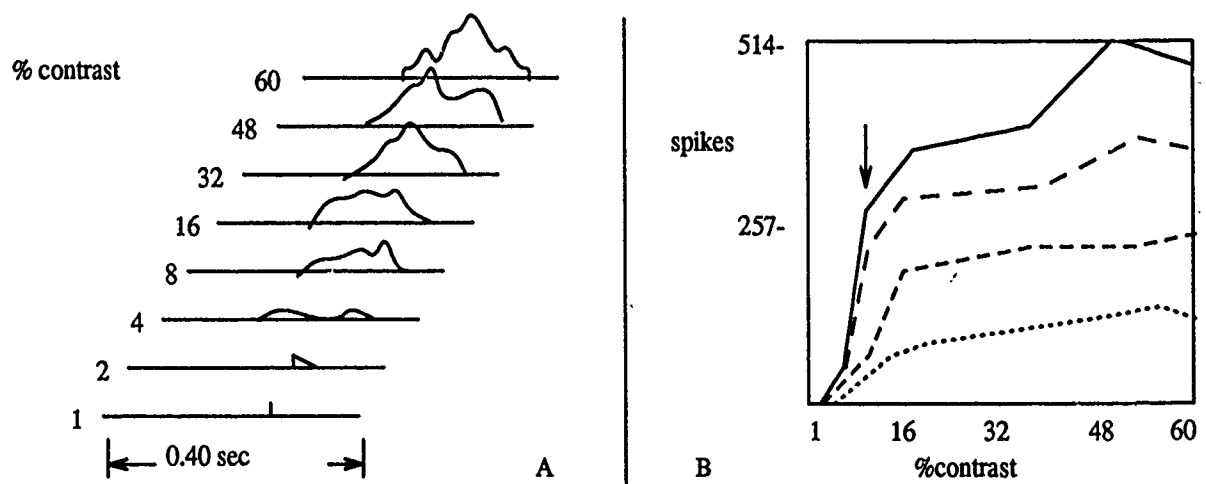 % contrast
60
48
32
16
8
4
2
1
0.40 sec
A
514-
spikes
257-
1 16 32 48 60
B
%contrast